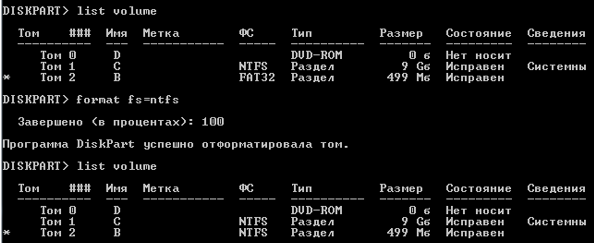 DISKPART> list volume
Том ### Имя Метка ФС Тип Размер Состояние Сведения
---------- --- ----------- ----- ---------- ------- --------- --------
Том 0 D DVD-ROM 0 б Нет носит
Том 1 C NTFS Раздел 9 Gб Исправен Системны
* Том 2 B FAT32 Раздел 499 Mб Исправен
DISKPART> format fs=ntfs
Завершено (в процентах): 100
Программа DiskPart успешно отформатировала том.
DISKPART> list volume
Том ### Имя Метка ФС Тип Размер Состояние Сведения
---------- --- ----------- ----- ---------- ------- --------- --------
Том 0 D DVD-ROM 0 б Нет носит
Том 1 C NTFS Раздел 9 Gб Исправен Системны
* Том 2 B NTFS Раздел 499 Mб Исправен